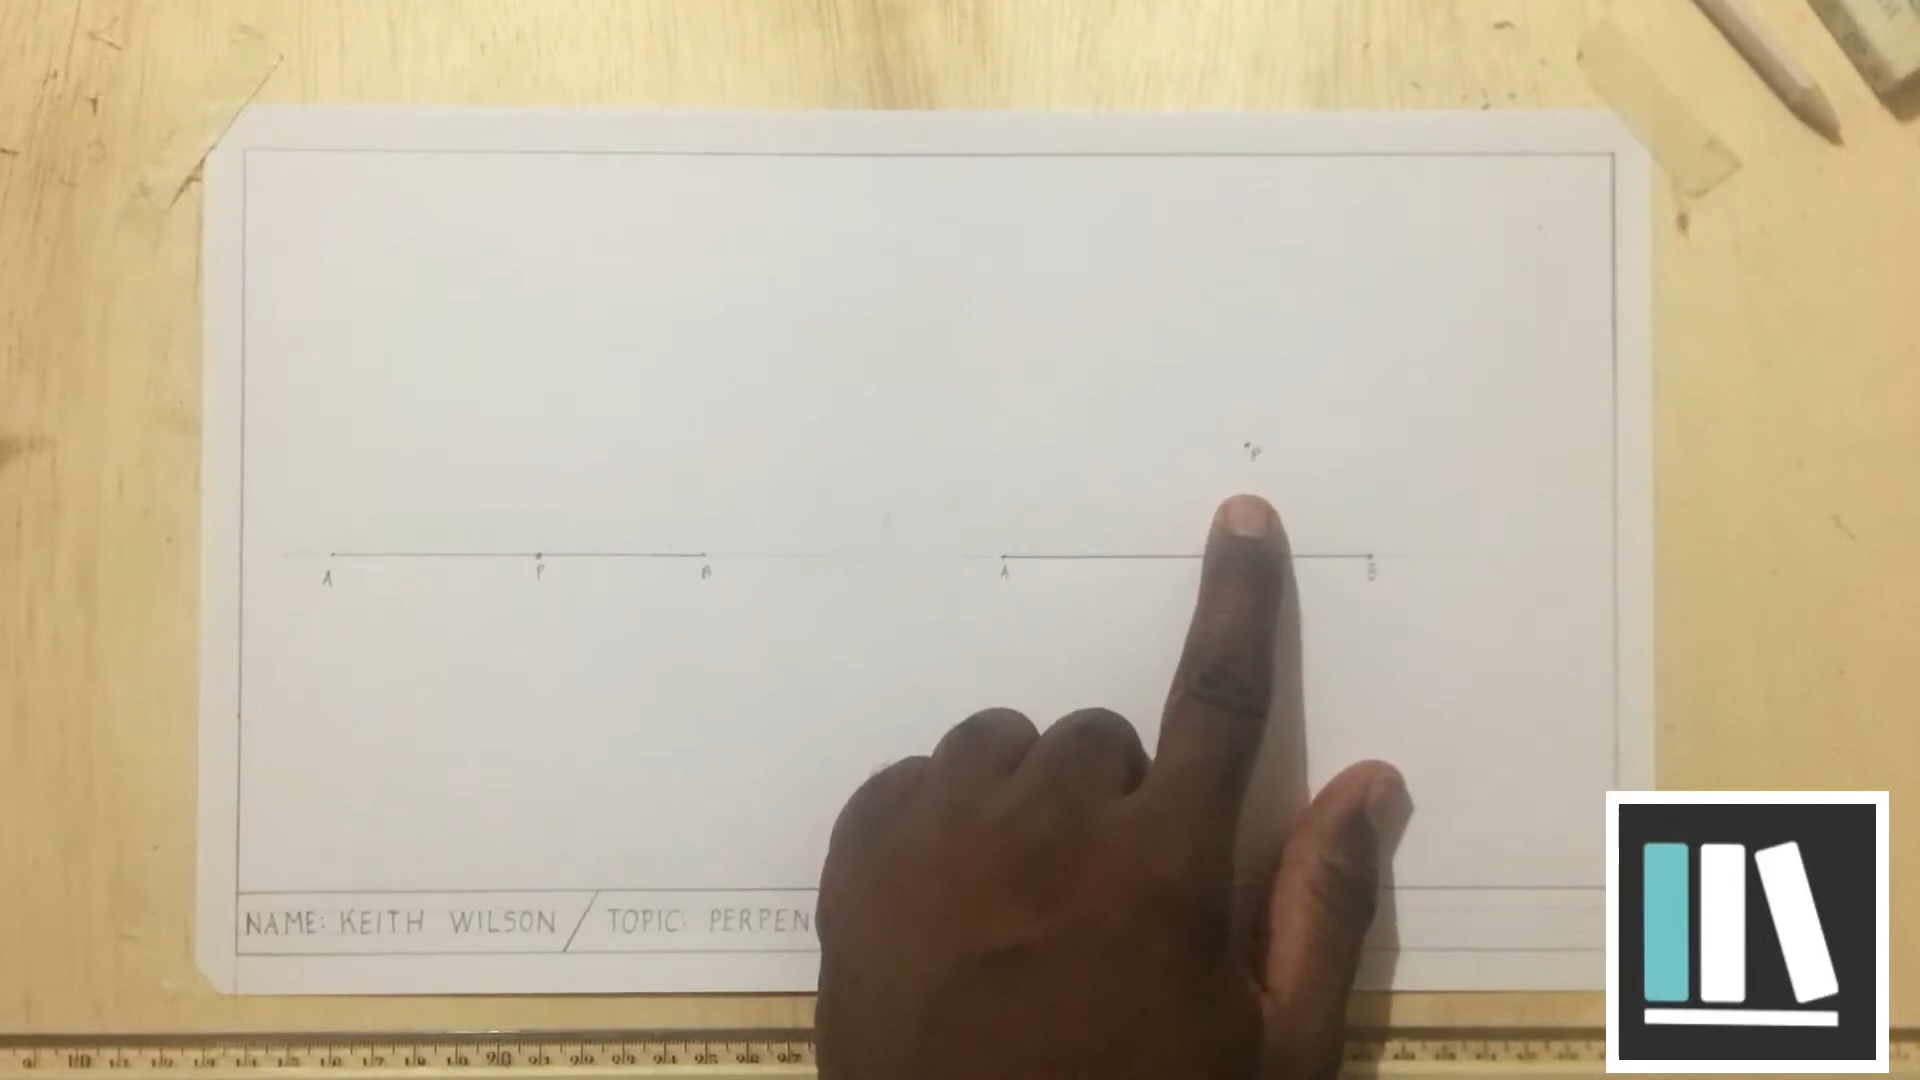 P
A P B
A B
NAME: KEITH WILSON / TOPIC: PERPEN